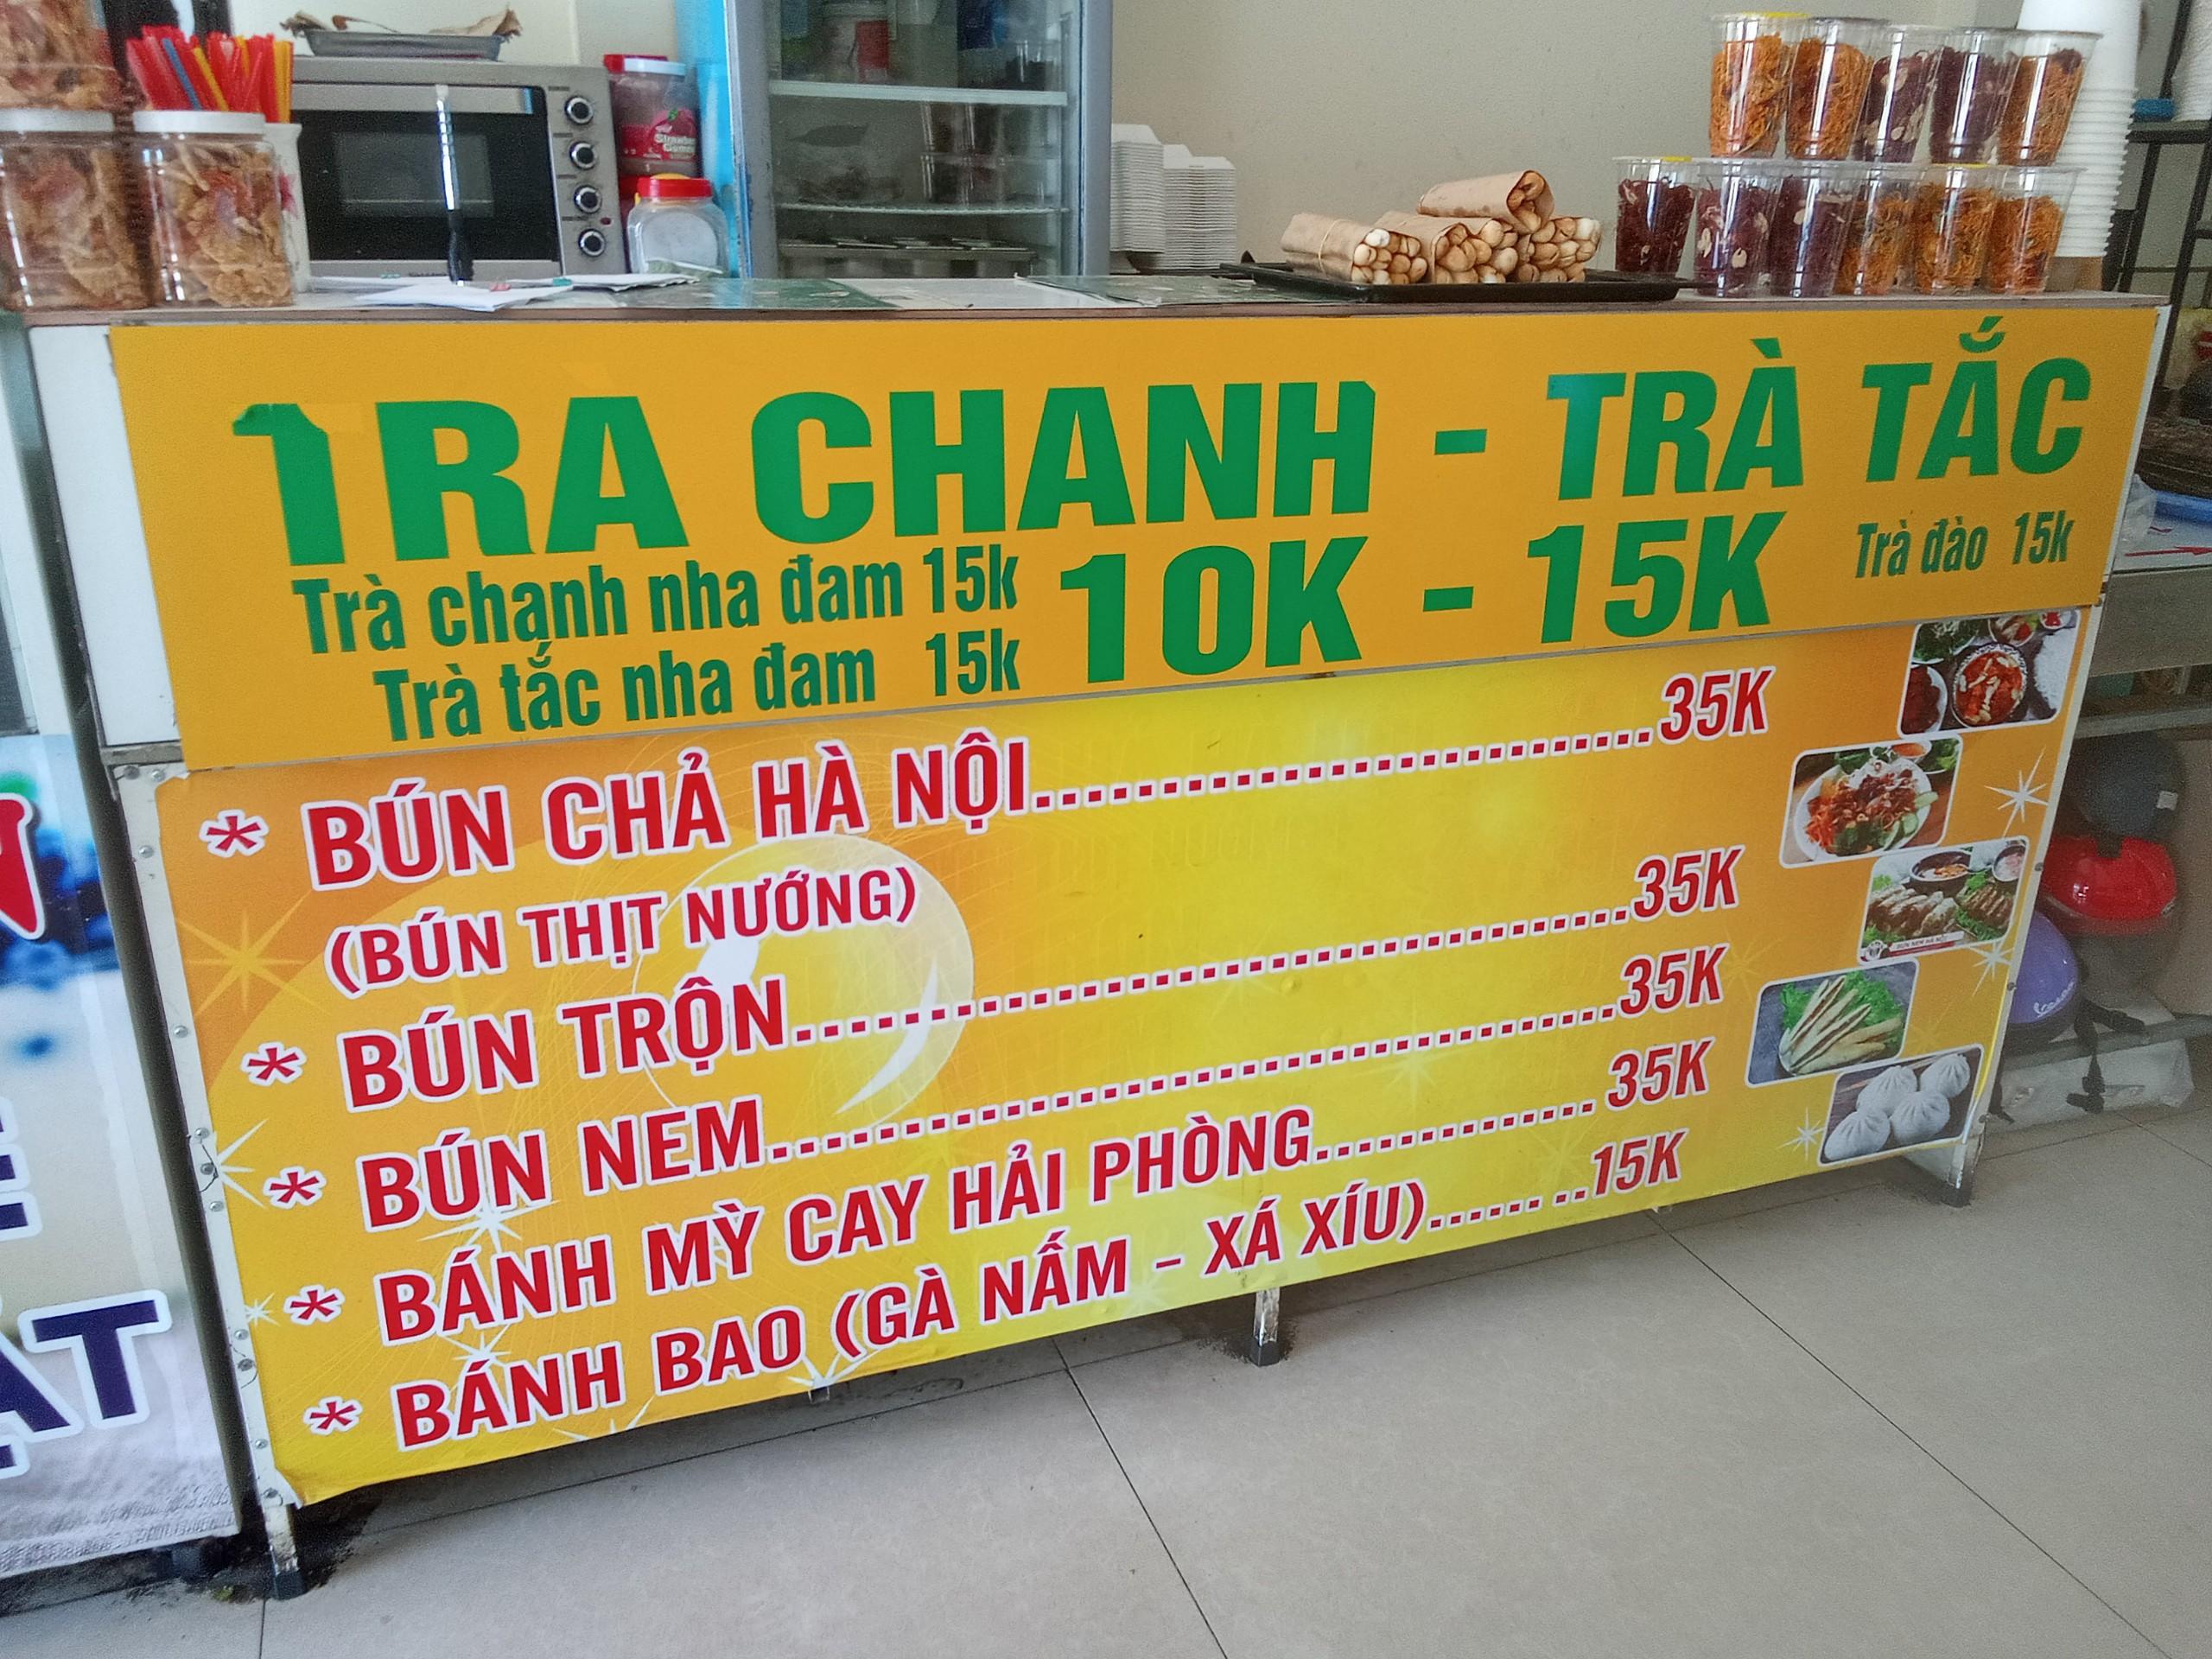 TRA CHANH - TRÀ TẮC
10K - 15K
Trà chanh nha đam 15k
Trà tắc nha đam 15k
Trà đào 15k
* BÚN CHẢ HÀ NỘI..............................35K
(BÚN THỊT NƯỚNG)
* BÚN TRỘN..............................35K
* BÚN NEM..............................35K
* BÁNH MỲ CAY HẢI PHÒNG.............35K
* BÁNH BAO (GÀ NẤM - XÁ XÍU)...... ..15K